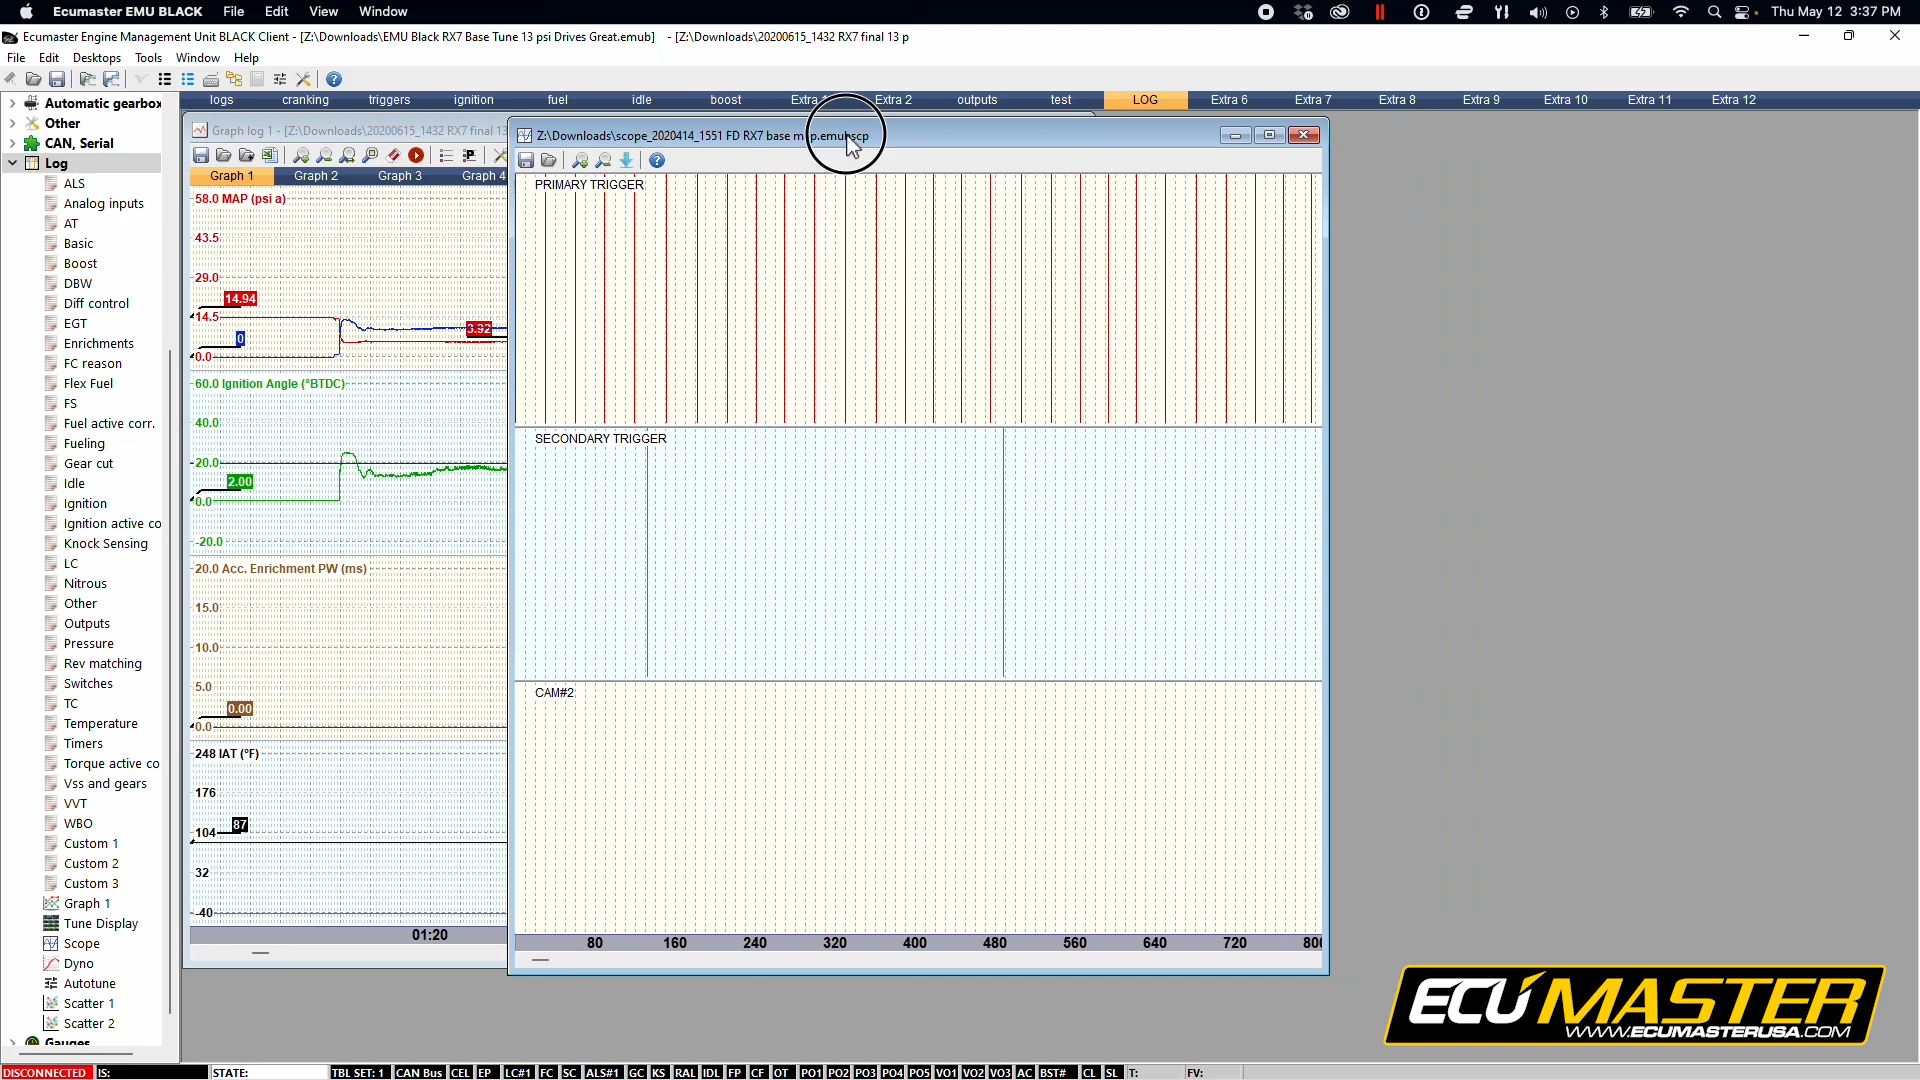 Ecumaster EMU BLACK File Edit View Window Thu May 12 3:37 PM
Ecumaster Engine Management Unit BLACK Client - [Z:\Downloads\EMU Black RX7 Base Tune 13 psi Drives Great.emub] - [Z:\Downloads\20200615_1432 RX7 final 13 p
File Edit Desktops Tools Window Help
logs cranking triggers ignition fuel idle boost Extra 1 Extra 2 outputs test LOG Extra 6 Extra 7 Extra 8 Extra 9 Extra 10 Extra 11 Extra 12
Automatic gearbox
Other
CAN, Serial
Log
ALS
Analog inputs
AT
Basic
Boost
DBW
Diff control
EGT
Enrichments
FC reason
Flex Fuel
FS
Fuel active corr.
Fueling
Gear cut
Idle
Ignition
Ignition active co
Knock Sensing
LC
Nitrous
Other
Outputs
Pressure
Rev matching
Switches
TC
Temperature
Timers
Torque active co
Vss and gears
VVT
WBO
Custom 1
Custom 2
Custom 3
Graph 1
Tune Display
Scope
Dyno
Autotune
Scatter 1
Scatter 2
Gauges
Graph log 1 - [Z:\Downloads\20200615_1432 RX7 final 13
Graph 1 Graph 2 Graph 3 Graph 4
58.0 MAP (psi a)
43.5
29.0
14.94
14.5
0
3.92
0.0
60.0 Ignition Angle (°BTDC)
40.0
20.0
2.00
0.0
-20.0
20.0 Acc. Enrichment PW (ms)
15.0
10.0
5.0
0.00
0.0
248 IAT (°F)
176
87
104
32
-40
01:20
Z:\Downloads\scope_2020414_1551 FD RX7 base m p.emubscp
PRIMARY TRIGGER
SECONDARY TRIGGER
CAM#2
80 160 240 320 400 480 560 640 720 800
ECUMASTER
WWW.ECUMASTERUSA.COM
DISCONNECTED IS: STATE: TBL SET: 1 CAN Bus CEL EP LC#1 FC SC ALS#1 GC KS RAL IDL FP CF OT PO1 PO2 PO3 PO4 PO5 VO1 VO2 VO3 AC BST# CL SL T: FV: